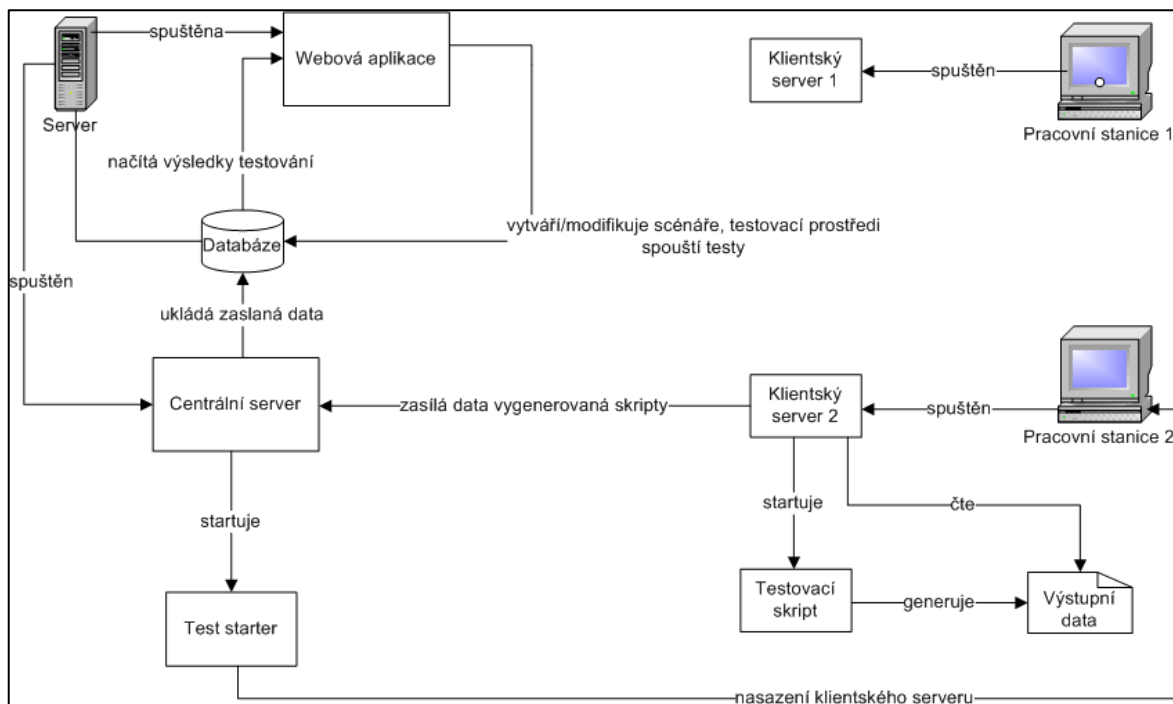 spuštěna
Webová aplikace
Klientský
server 1
spuštěn
Server
Pracovní stanice 1
načítá výsledky testování
vytváří/modifikuje scénáře, testovací prostředi
spouští testy
Databáze
spuštěn
ukládá zaslaná data
Centrální server
zasílá data vygenerovaná skripty
Klientský
server 2
spuštěn
Pracovní stanice 2
startuje
startuje
čte
Testovací
skript
generuje
Výstupní
data
Test starter
nasazení klientského serveru